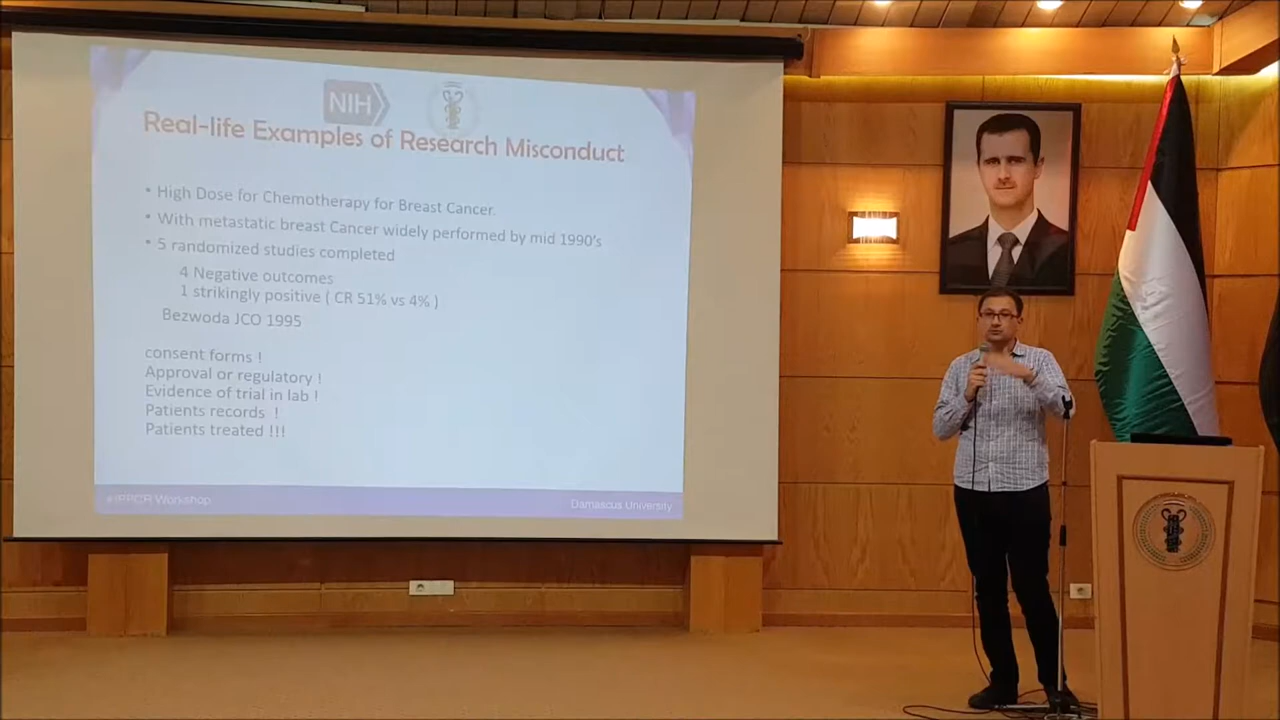 NIH
Real-life Examples of Research Misconduct
• High Dose for Chemotherapy for Breast Cancer.
• With metastatic breast Cancer widely performed by mid 1990's
• 5 randomized studies completed
4 Negative outcomes
1 strikingly positive ( CR 51% vs 4% )
Bezwoda JCO 1995
consent forms !
Approval or regulatory !
Evidence of trial in lab !
Patients records !
Patients treated !!!
Workshop
Damascus University